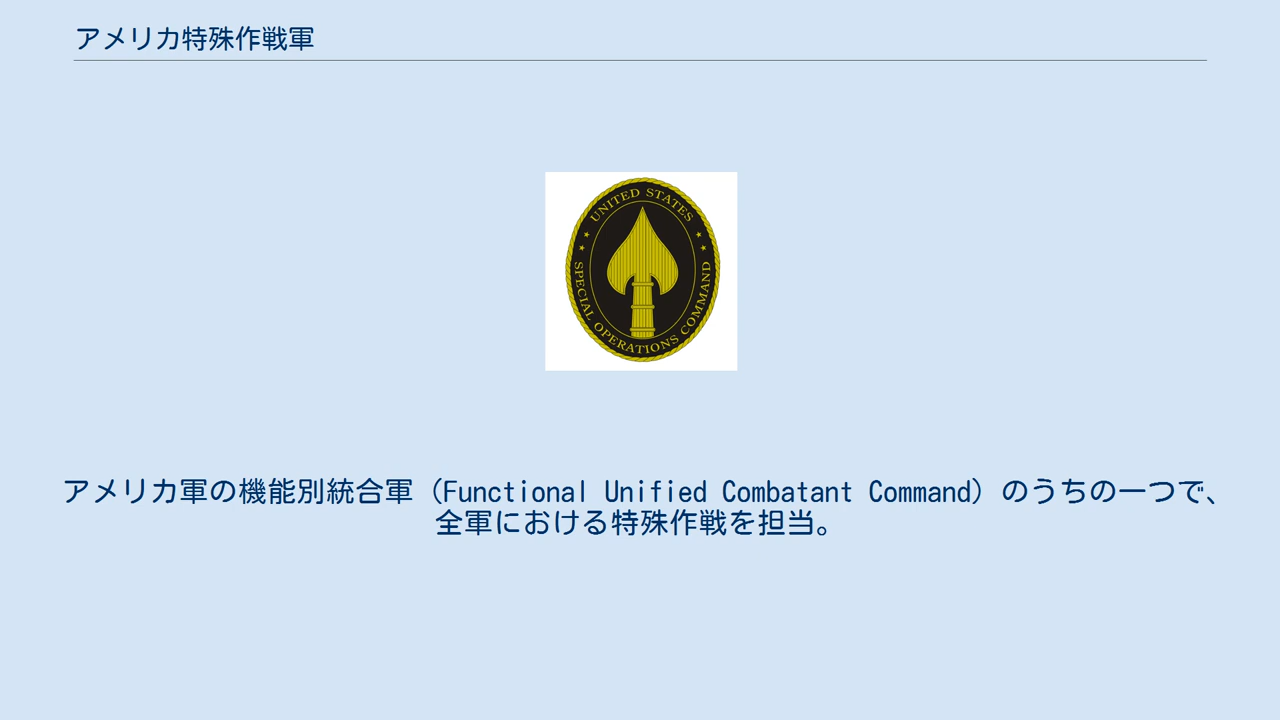 アメリカ特殊作戦軍
UNITED STATES
SPECIAL OPERATIONS COMMAND
アメリカ軍の機能別統合軍（Functional Unified Combatant Command）のうちの一つで、
全軍における特殊作戦を担当。